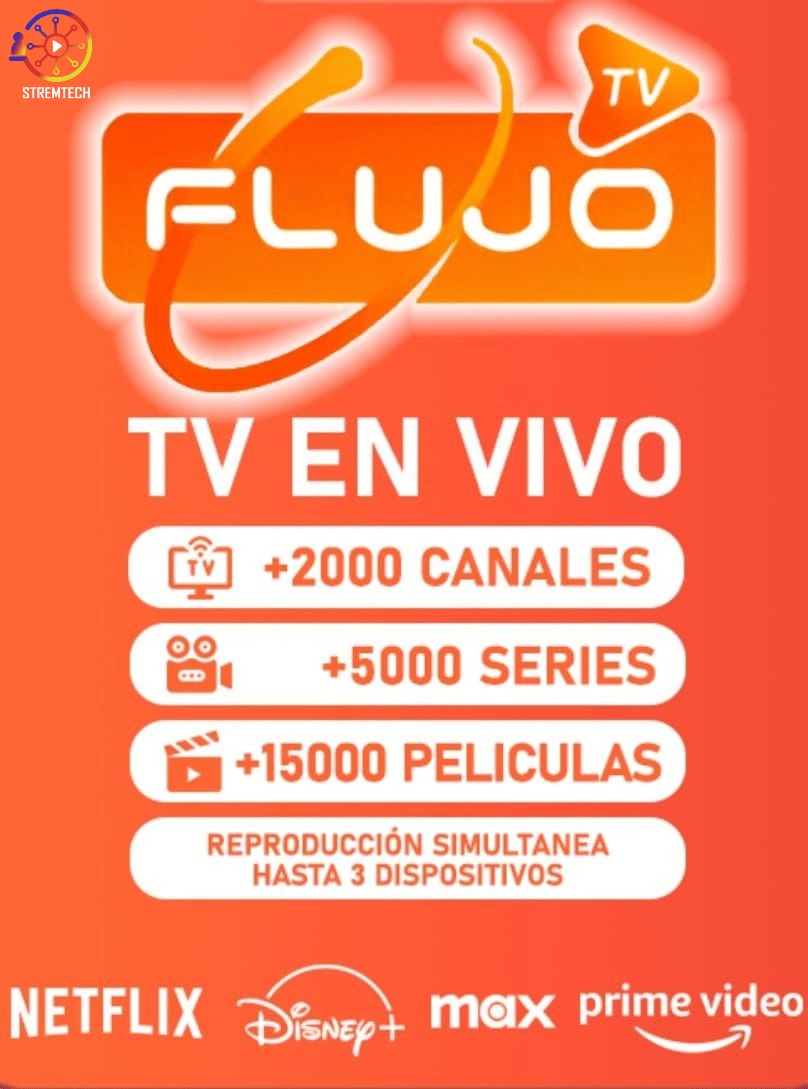 STREMTECH
TV
FLUJO
TV EN VIVO
TV
+2000 CANALES
+5000 SERIES
+15000 PELICULAS
REPRODUCCIÓN SIMULTANEA
HASTA 3 DISPOSITIVOS
NETFLIX Disney+ max prime video